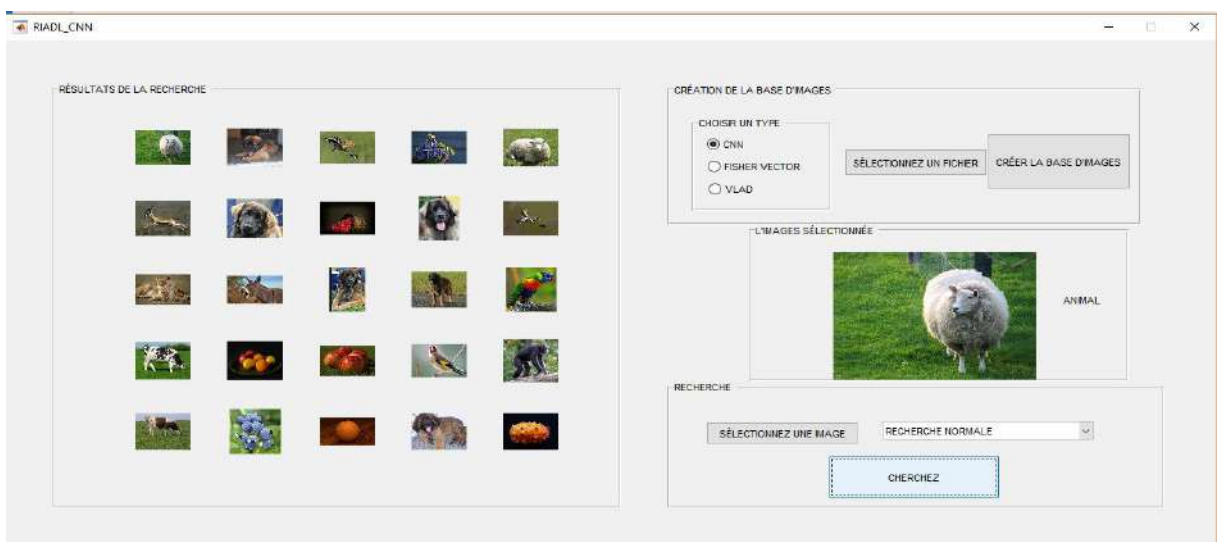 RIADL_CNN
RÉSULTATS DE LA RECHERCHE
CRÉATION DE LA BASE D'IMAGES
CHOISIR UN TYPE
CNN
FISHER VECTOR
VLAD
SÉLECTIONNEZ UN FICHIER
CRÉER LA BASE D'IMAGES
L'IMAGES SÉLECTIONNÉE
ANIMAL
RECHERCHE
SÉLECTIONNEZ UNE IMAGE
RECHERCHE NORMALE
CHERCHEZ